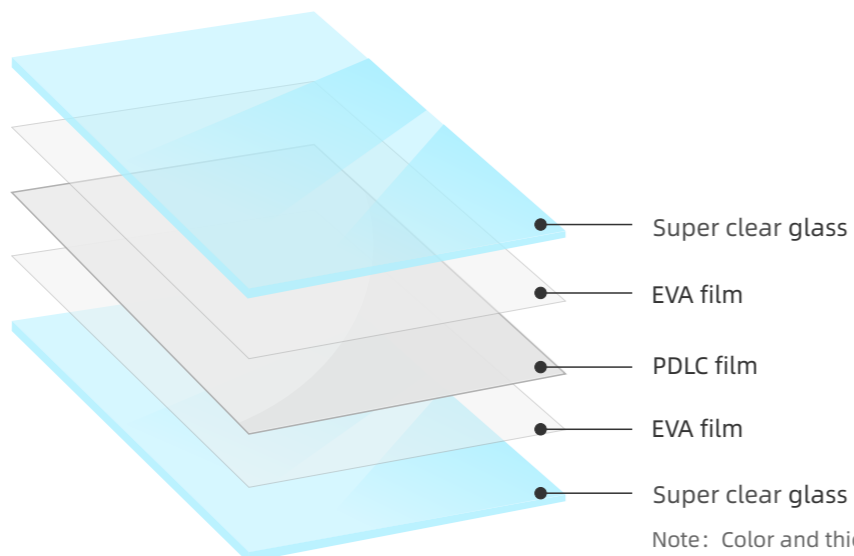 Super clear glass
EVA film
PDLC film
EVA film
Super clear glass
Note: Color and